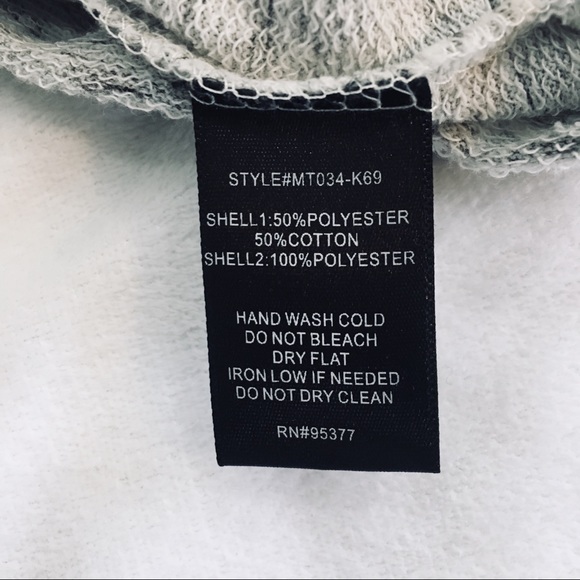 STYLE#MT034-K69
SHELL1:50%POLYESTER
50%COTTON
SHELL2:100%POLYESTER
HAND WASH COLD
DO NOT BLEACH
DRY FLAT
IRON LOW IF NEEDED
DO NOT DRY CLEAN
RN#95377